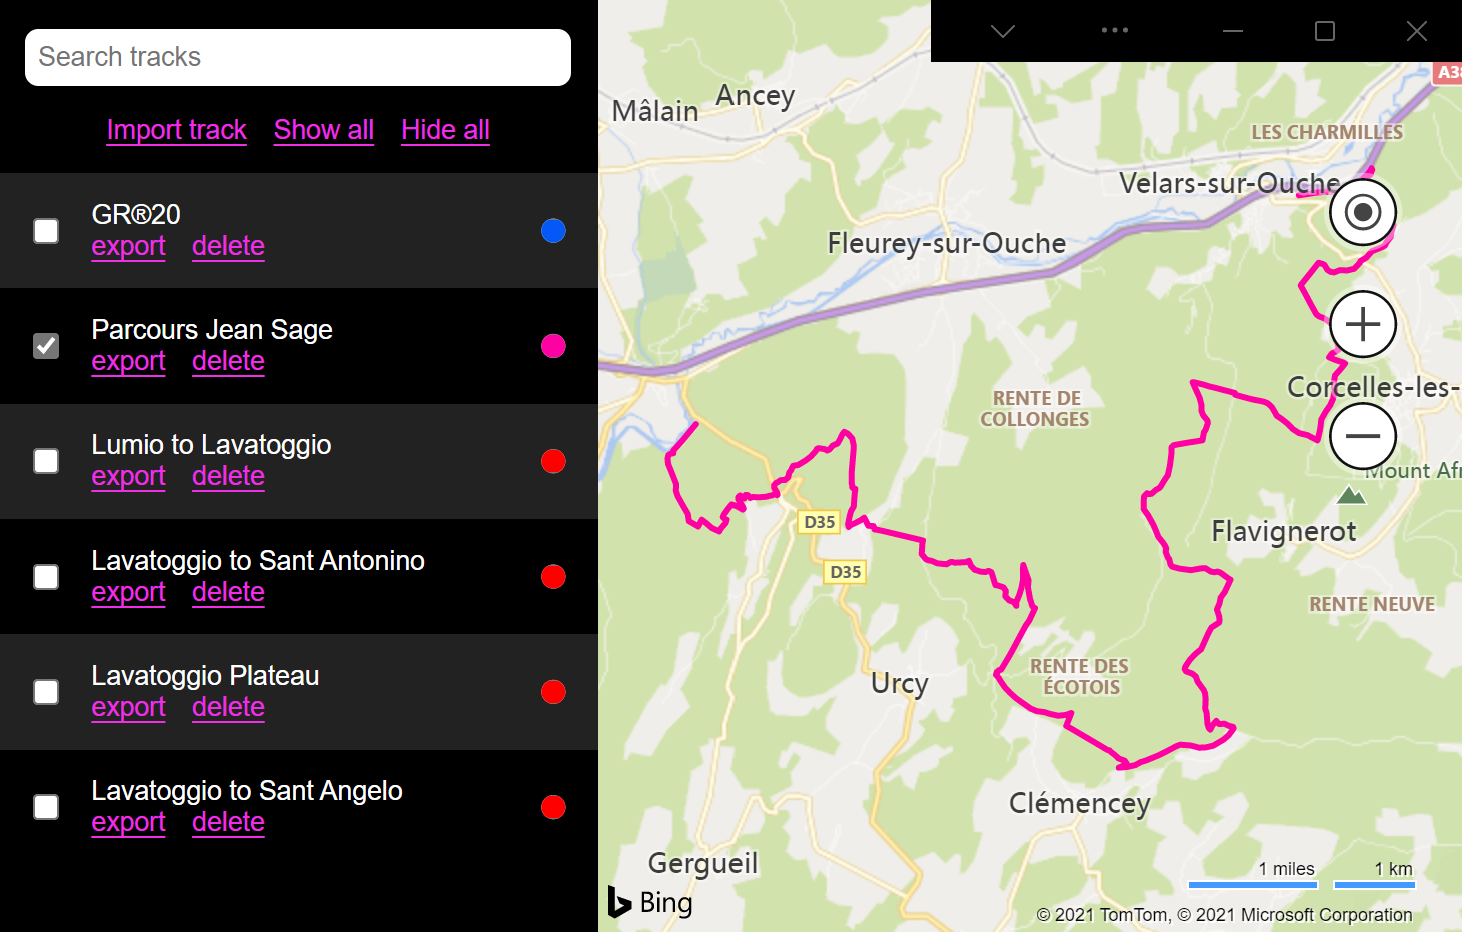 Search tracks
Import track Show all Hide all
GR®20
export delete
Parcours Jean Sage
export delete
Lumio to Lavatoggio
export delete
Lavatoggio to Sant Antonino
export delete
Lavatoggio Plateau
export delete
Lavatoggio to Sant Angelo
export delete
A38
Mâlain
Ancey
LES CHARMILLES
Velars-sur-Ouche
Fleurey-sur-Ouche
RENTE DE
COLLONGES
Corcelles-les-
Mount Afr
D35
Flavignerot
D35
RENTE NEUVE
RENTE DES
ÉCOTOIS
Urcy
Clémencey
Gergueil
1 miles 1 km
Bing
© 2021 TomTom, © 2021 Microsoft Corporation